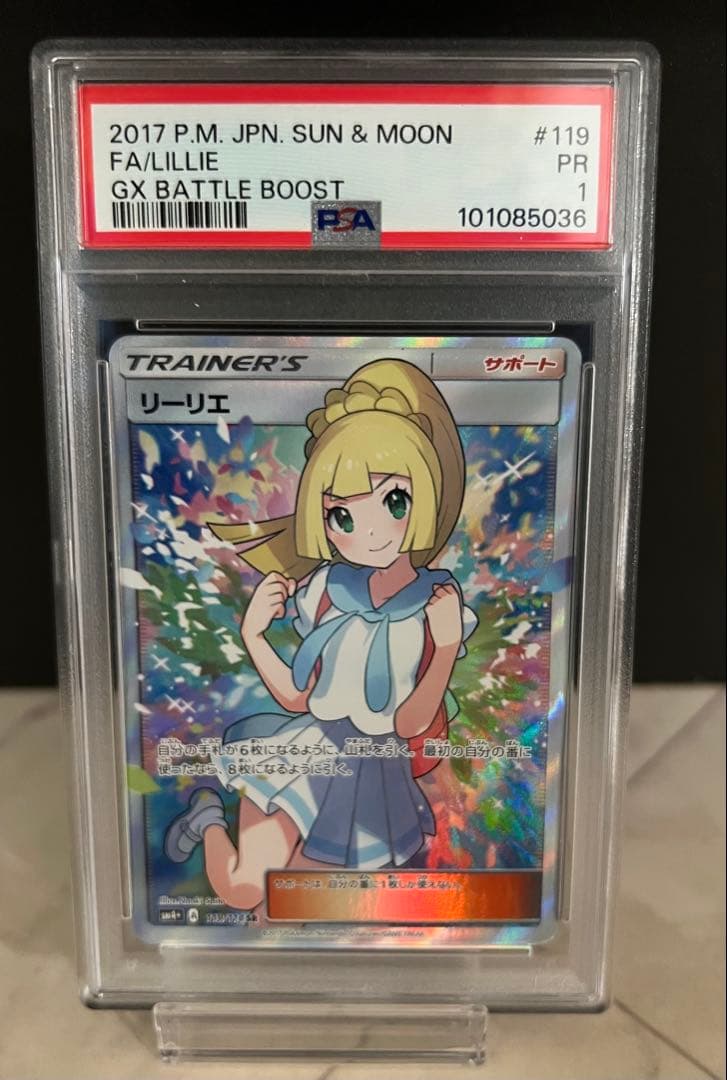 2017 P.M. JPN. SUN & MOON #119
FA/LILLIE PR
GX BATTLE BOOST 1
PSA 101085036
TRAINER'S サポート
リーリエ
自分の手札が6枚になるように、山札を引く。最初の自分の番に
使ったなら、8枚になるように引く。
サポートは、自分の番に1枚しか使えない。